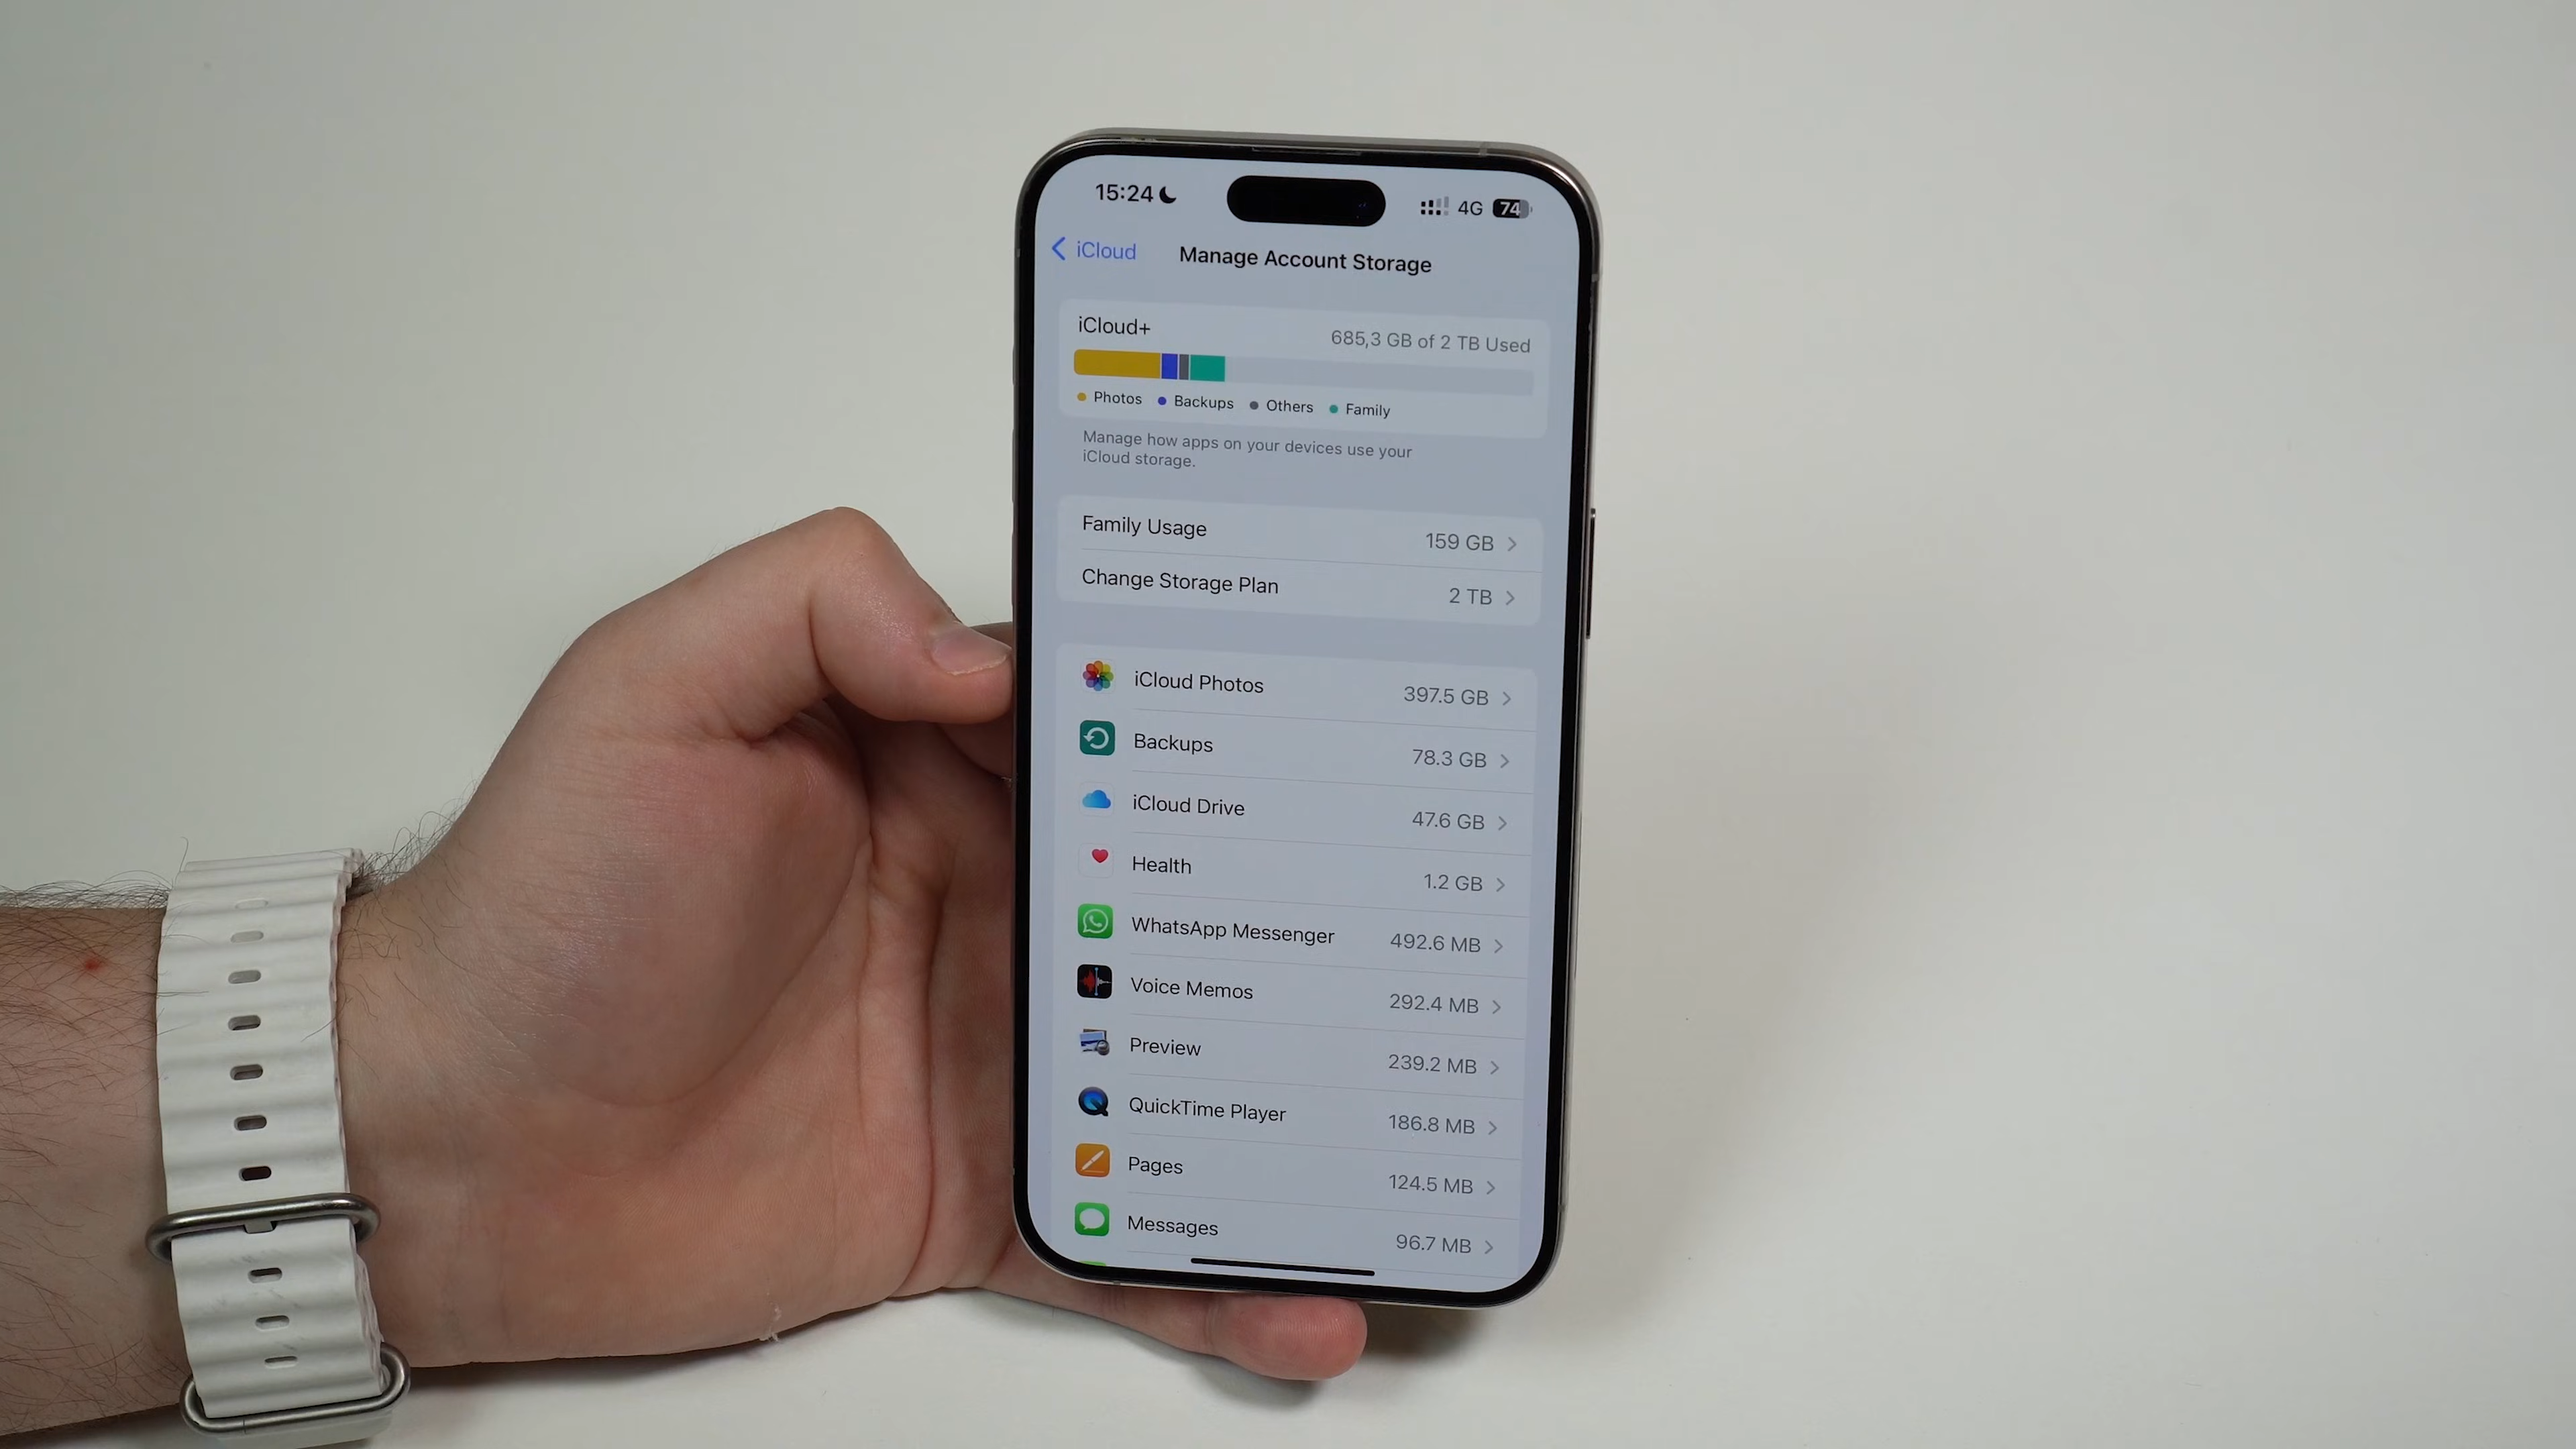 15:24
4G 74
iCloud Manage Account Storage
iCloud+ 685,3 GB of 2 TB Used
Photos Backups Others Family
Manage how apps on your devices use your
iCloud storage.
Family Usage 159 GB
Change Storage Plan 2 TB
iCloud Photos 397.5 GB
Backups 78.3 GB
iCloud Drive 47.6 GB
Health 1.2 GB
WhatsApp Messenger 492.6 MB
Voice Memos 292.4 MB
Preview 239.2 MB
QuickTime Player 186.8 MB
Pages 124.5 MB
Messages 96.7 MB